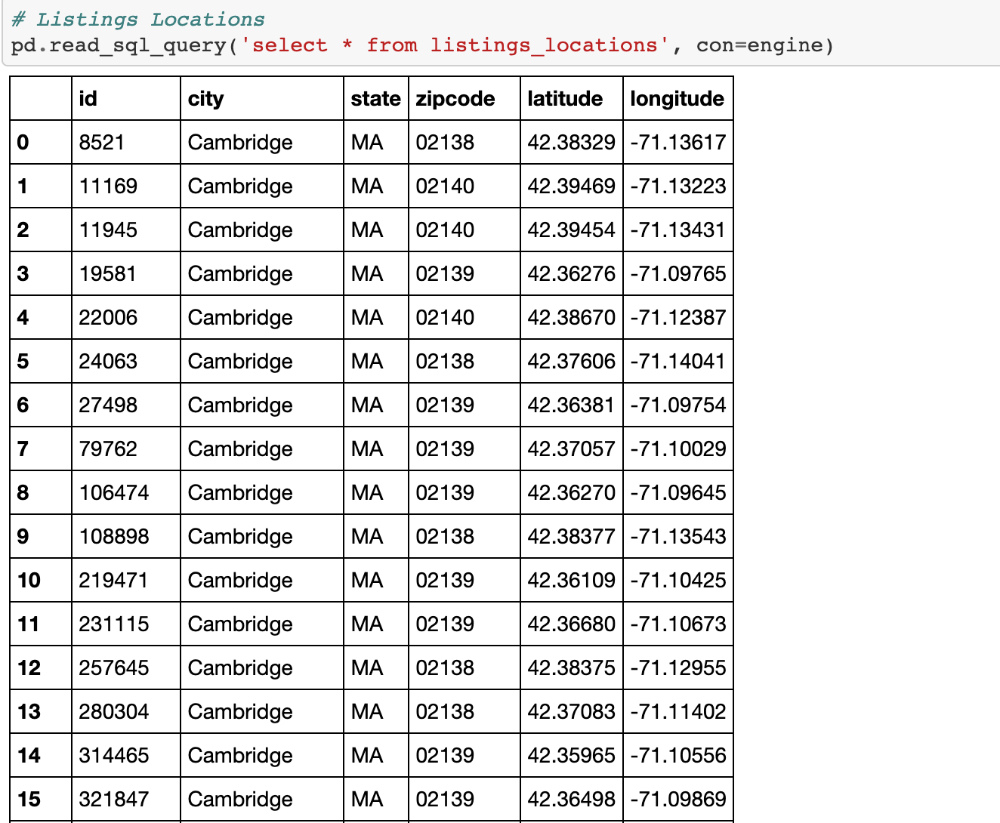 # Listings Locations
pd.read_sql_query('select * from listings_locations', con=engine)
id city state zipcode latitude longitude
0 8521 Cambridge MA 02138 42.38329 -71.13617
1 11169 Cambridge MA 02140 42.39469 -71.13223
2 11945 Cambridge MA 02140 42.39454 -71.13431
3 19581 Cambridge MA 02139 42.36276 -71.09765
4 22006 Cambridge MA 02140 42.38670 -71.12387
5 24063 Cambridge MA 02138 42.37606 -71.14041
6 27498 Cambridge MA 02139 42.36381 -71.09754
7 79762 Cambridge MA 02139 42.37057 -71.10029
8 106474 Cambridge MA 02139 42.36270 -71.09645
9 108898 Cambridge MA 02138 42.38377 -71.13543
10 219471 Cambridge MA 02139 42.36109 -71.10425
11 231115 Cambridge MA 02139 42.36680 -71.10673
12 257645 Cambridge MA 02138 42.38375 -71.12955
13 280304 Cambridge MA 02138 42.37083 -71.11402
14 314465 Cambridge MA 02139 42.35965 -71.10556
15 321847 Cambridge MA 02139 42.36498 -71.09869